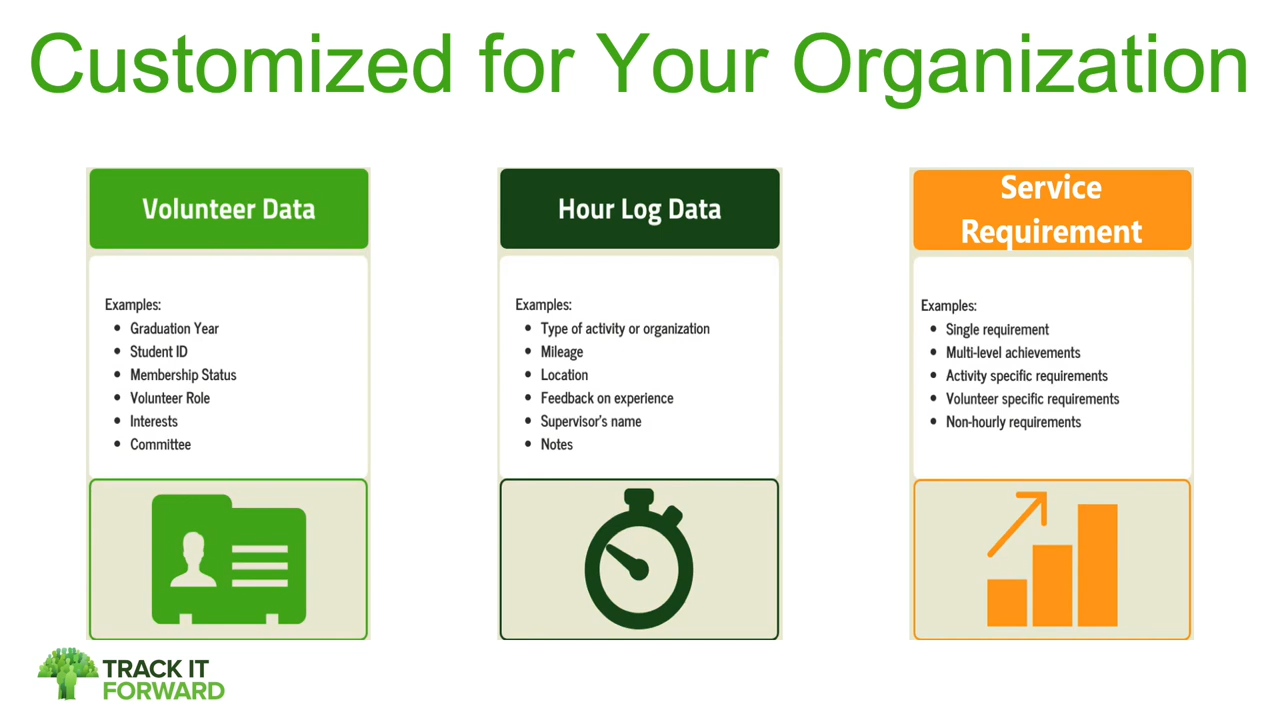 Customized for Your Organization
Volunteer Data
Examples:
• Graduation Year
• Student ID
• Membership Status
• Volunteer Role
• Interests
• Committee
Hour Log Data
Examples:
• Type of activity or organization
• Mileage
• Location
• Feedback on experience
• Supervisor's name
• Notes
Service
Requirement
Examples:
• Single requirement
• Multi-level achievements
• Activity specific requirements
• Volunteer specific requirements
• Non-hourly requirements
TRACK IT
FORWARD